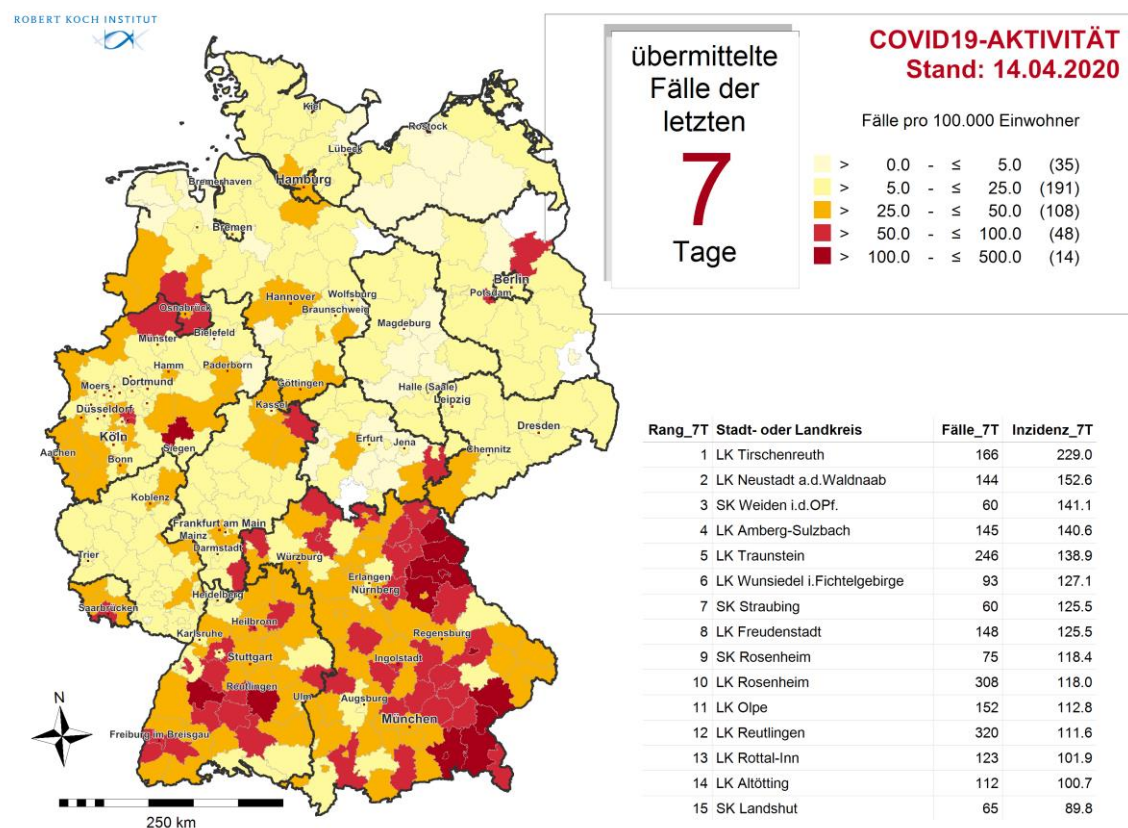 ROBERT KOCH INSTITUT
übermittelte
Fälle der
letzten
7
Tage
COVID19-AKTIVITÄT
Stand: 14.04.2020
Fälle pro 100.000 Einwohner
> 0.0 - ≤ 5.0 (35)
> 5.0 - ≤ 25.0 (191)
> 25.0 - ≤ 50.0 (108)
> 50.0 - ≤ 100.0 (48)
> 100.0 - ≤ 500.0 (14)
Kiel
Rostock
Lübeck
Bremerhaven
Hamburg
Bremen
Berlin
Potsdam
Hannover
Wolfsburg
Braunschweig
Osnabrück
Magdeburg
Bielefeld
Münster
Hamm
Paderborn
Göttingen
Halle (Saale)
Moers
Dortmund
Leipzig
Kassel
Düsseldorf
Dresden
Köln
Erfurt
Jena
Chemnitz
Siegen
Aachen
Bonn
Koblenz
Frankfurt am Main
Mainz
Darmstadt
Würzburg
Trier
Erlangen
Nürnberg
Heidelberg
Saarbrücken
Heilbronn
Karlsruhe
Regensburg
Stuttgart
Ingolstadt
Reutlingen
Ulm
Augsburg
München
Freiburg im Breisgau
N
250 km
Rang_7T Stadt- oder Landkreis Fälle_7T Inzidenz_7T
1 LK Tirschenreuth 166 229.0
2 LK Neustadt a.d.Waldnaab 144 152.6
3 SK Weiden i.d.OPf. 60 141.1
4 LK Amberg-Sulzbach 145 140.6
5 LK Traunstein 246 138.9
6 LK Wunsiedel i.Fichtelgebirge 93 127.1
7 SK Straubing 60 125.5
8 LK Freudenstadt 148 125.5
9 SK Rosenheim 75 118.4
10 LK Rosenheim 308 118.0
11 LK Olpe 152 112.8
12 LK Reutlingen 320 111.6
13 LK Rottal-Inn 123 101.9
14 LK Altötting 112 100.7
15 SK Landshut 65 89.8